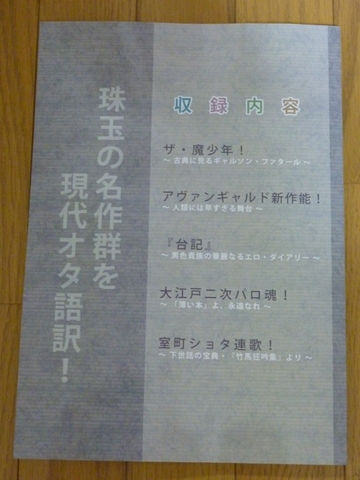 珠玉の名作群を
現代オタ語訳!
収録内容
ザ・魔少年!
~ 古典に見るギャルソン・ファタール ~
アヴァンギャルド新作能!
~ 人類には早すぎる舞台 ~
『台記』
~ 男色貴族の華麗なるエロ・ダイアリー ~
大江戸二次パロ魂!
~ 「薄い本」よ、永遠なれ ~
室町ショタ連歌!
~ 下世話の宝典・『竹馬狂吟集』より ~